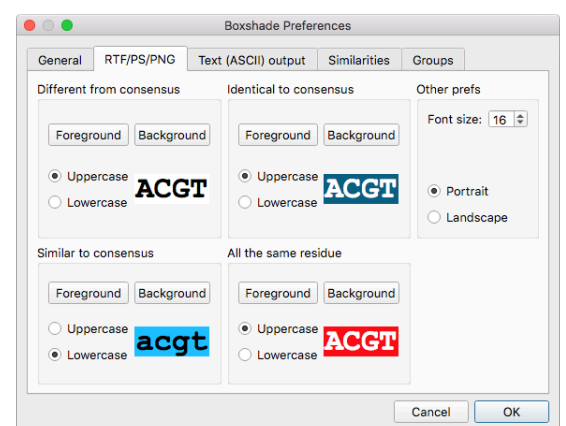 Boxshade Preferences
General RTF/PS/PNG Text (ASCII) output Similarities Groups
Different from consensus
Foreground Background
Uppercase
Lowercase
ACGT
Identical to consensus
Foreground Background
Uppercase
Lowercase
ACGT
Other prefs
Font size: 16
Portrait
Landscape
Similar to consensus
Foreground Background
Uppercase
Lowercase
acgt
All the same residue
Foreground Background
Uppercase
Lowercase
ACGT
Cancel OK